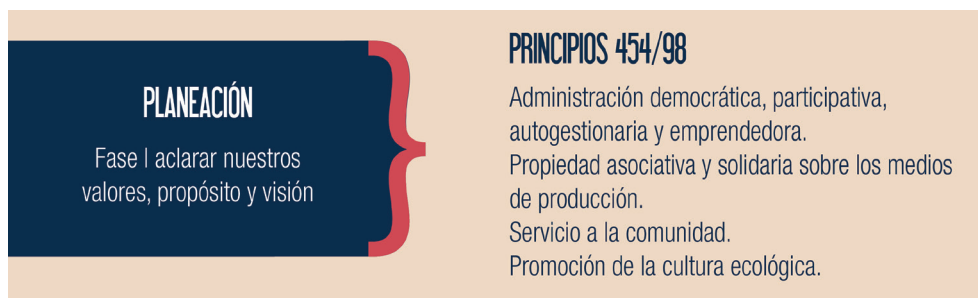 PLANEACIÓN
Fase I aclarar nuestros
valores, propósito y visión
PRINCIPIOS 454/98
Administración democrática, participativa,
autogestionaria y emprendedora.
Propiedad asociativa y solidaria sobre los medios
de producción.
Servicio a la comunidad.
Promoción de la cultura ecológica.